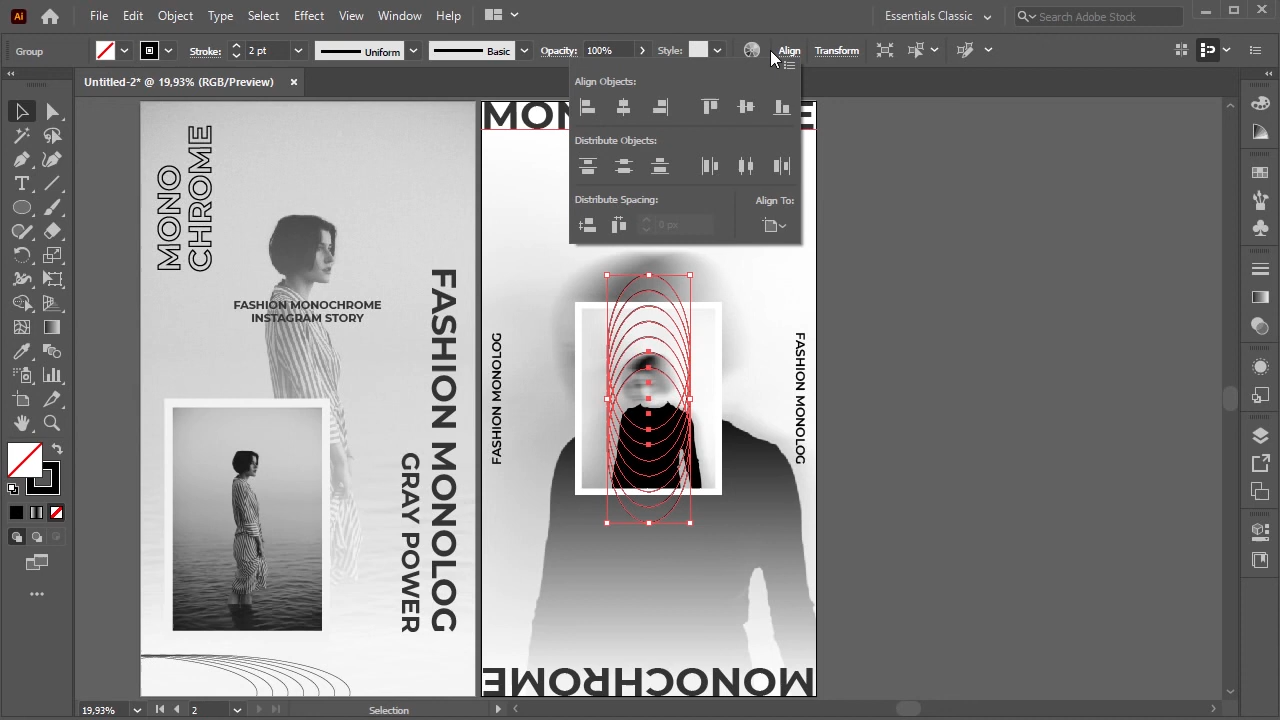 Ai
File Edit Object Type Select Effect View Window Help
Essentials Classic
Search Adobe Stock
Group
Stroke: 2 pt
Uniform
Basic
Opacity: 100%
Style:
Align
Transform
Untitled-2* @ 19,93% (RGB/Preview)
Align Objects:
Distribute Objects:
Distribute Spacing:
Align To:
0 px
MONO
CHROME
FASHION MONOCHROME
INSTAGRAM STORY
FASHION MONOLOG
GRAY POWER
FASHION MONOLOG
FASHION MONOLOG
MONOCHROME
19,93%
2
Selection